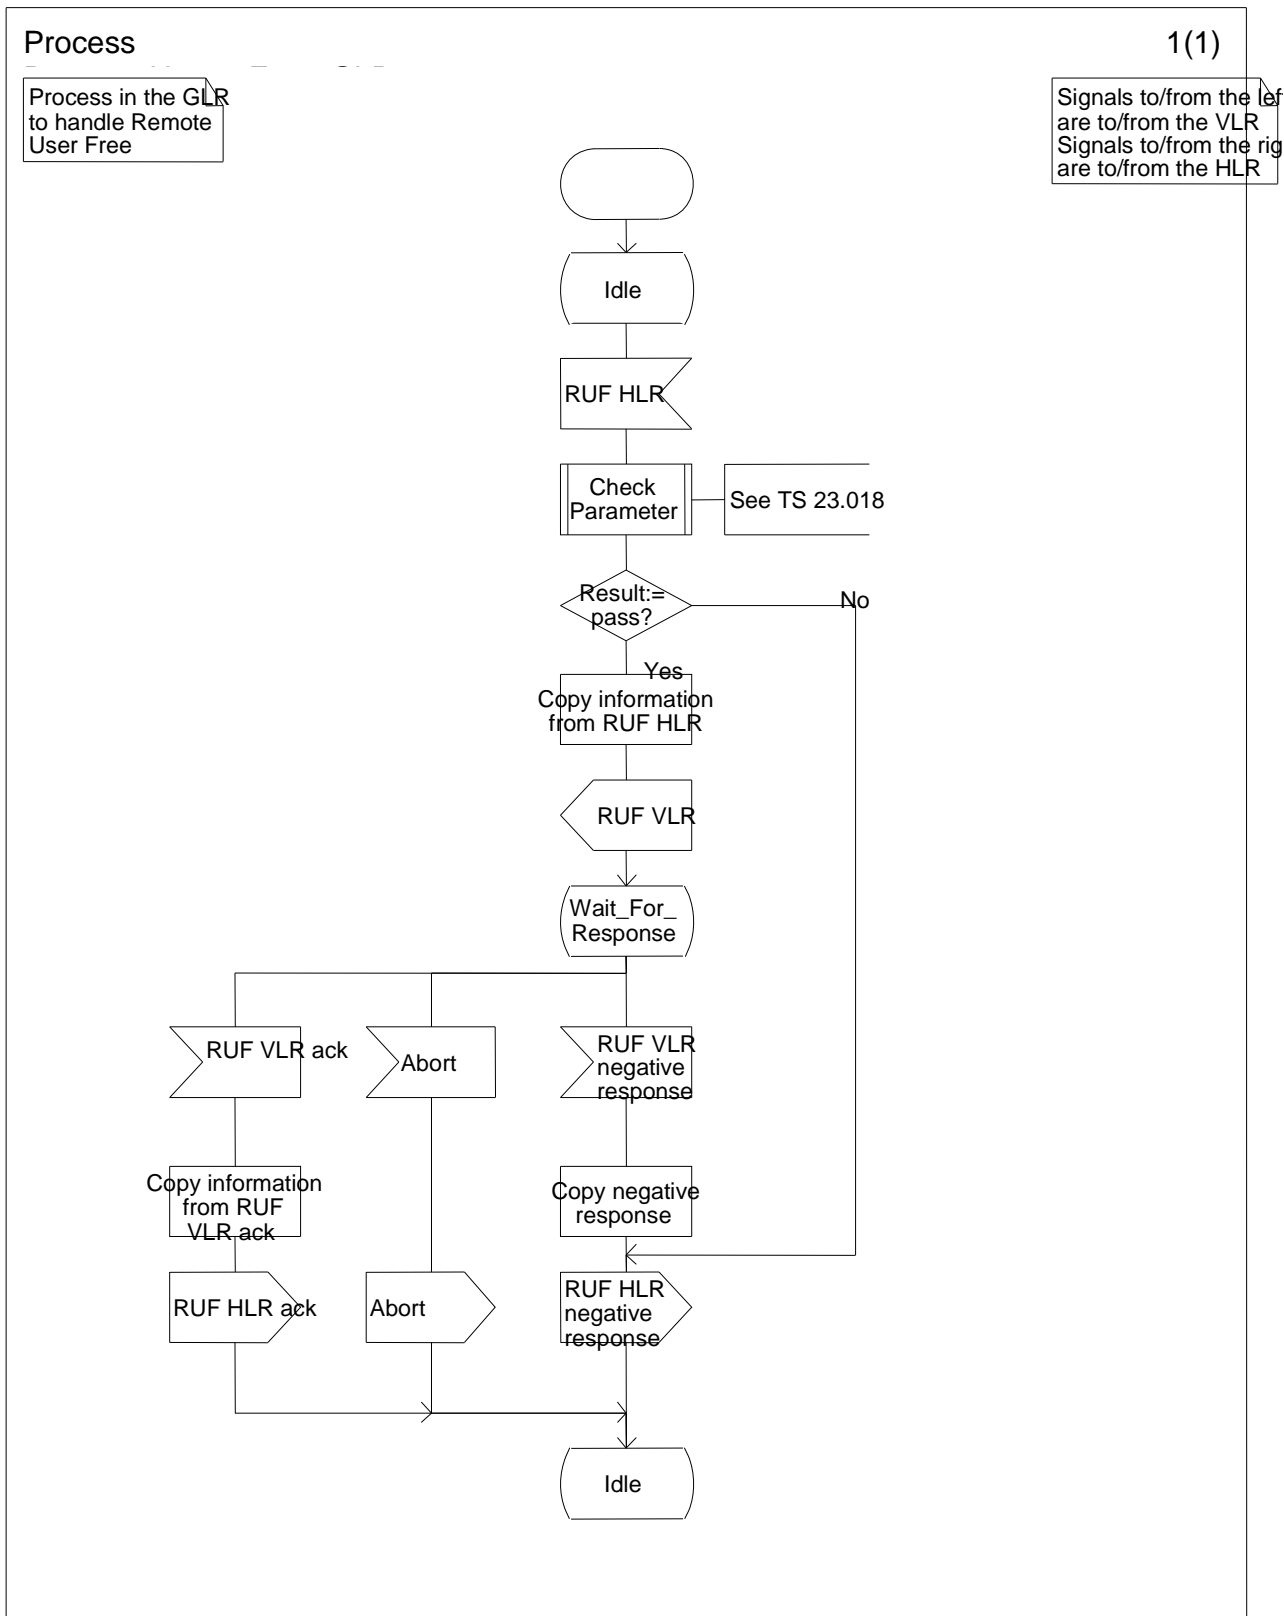 Process
1(1)
Process in the GLR
to handle Remote
User Free
Signals to/from the lef
are to/from the VLR
Signals to/from the rig
are to/from the HLR
Idle
RUF HLR
Check
Parameter
See TS 23.018
Result:=
pass?
No
Yes
Copy information
from RUF HLR
RUF VLR
Wait_For_
Response
RUF VLR ack
Abort
RUF VLR
negative
response
Copy information
from RUF
VLR ack
Copy negative
response
RUF HLR ack
Abort
RUF HLR
negative
response
Idle